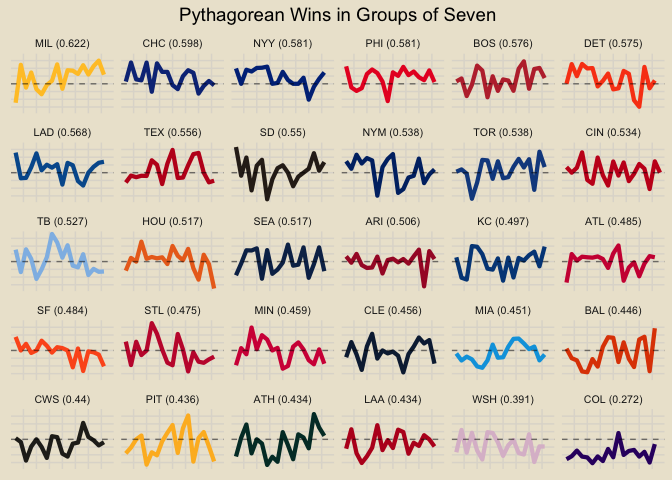 Pythagorean Wins in Groups of Seven
MIL (0.622) CHC (0.598) NYY (0.581) PHI (0.581) BOS (0.576) DET (0.575)
LAD (0.568) TEX (0.556) SD (0.55) NYM (0.538) TOR (0.538) CIN (0.534)
TB (0.527) HOU (0.517) SEA (0.517) ARI (0.506) KC (0.497) ATL (0.485)
SF (0.484) STL (0.475) MIN (0.459) CLE (0.456) MIA (0.451) BAL (0.446)
CWS (0.44) PIT (0.436) ATH (0.434) LAA (0.434) WSH (0.391) COL (0.272)